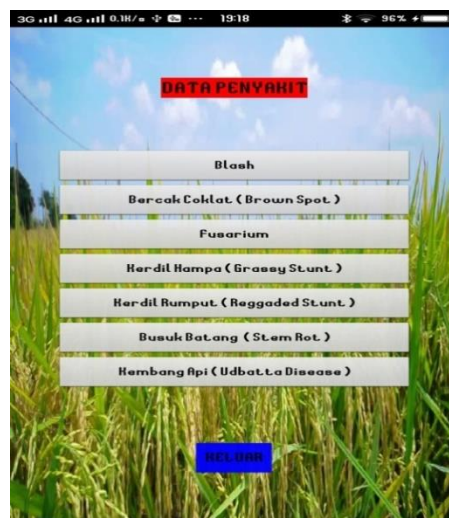 3G 4G 0.1K/s ··· 19:18 96%
DATA PENYAKIT
Blash
Bercak Coklat ( Brown Spot )
Fusarium
Kerdil Hampa ( Grassy Stunt )
Kerdil Rumput ( Reggaded Stunt )
Busuk Batang ( Stem Rot )
Kembang Api ( Udbatta Disease )
KELUAR